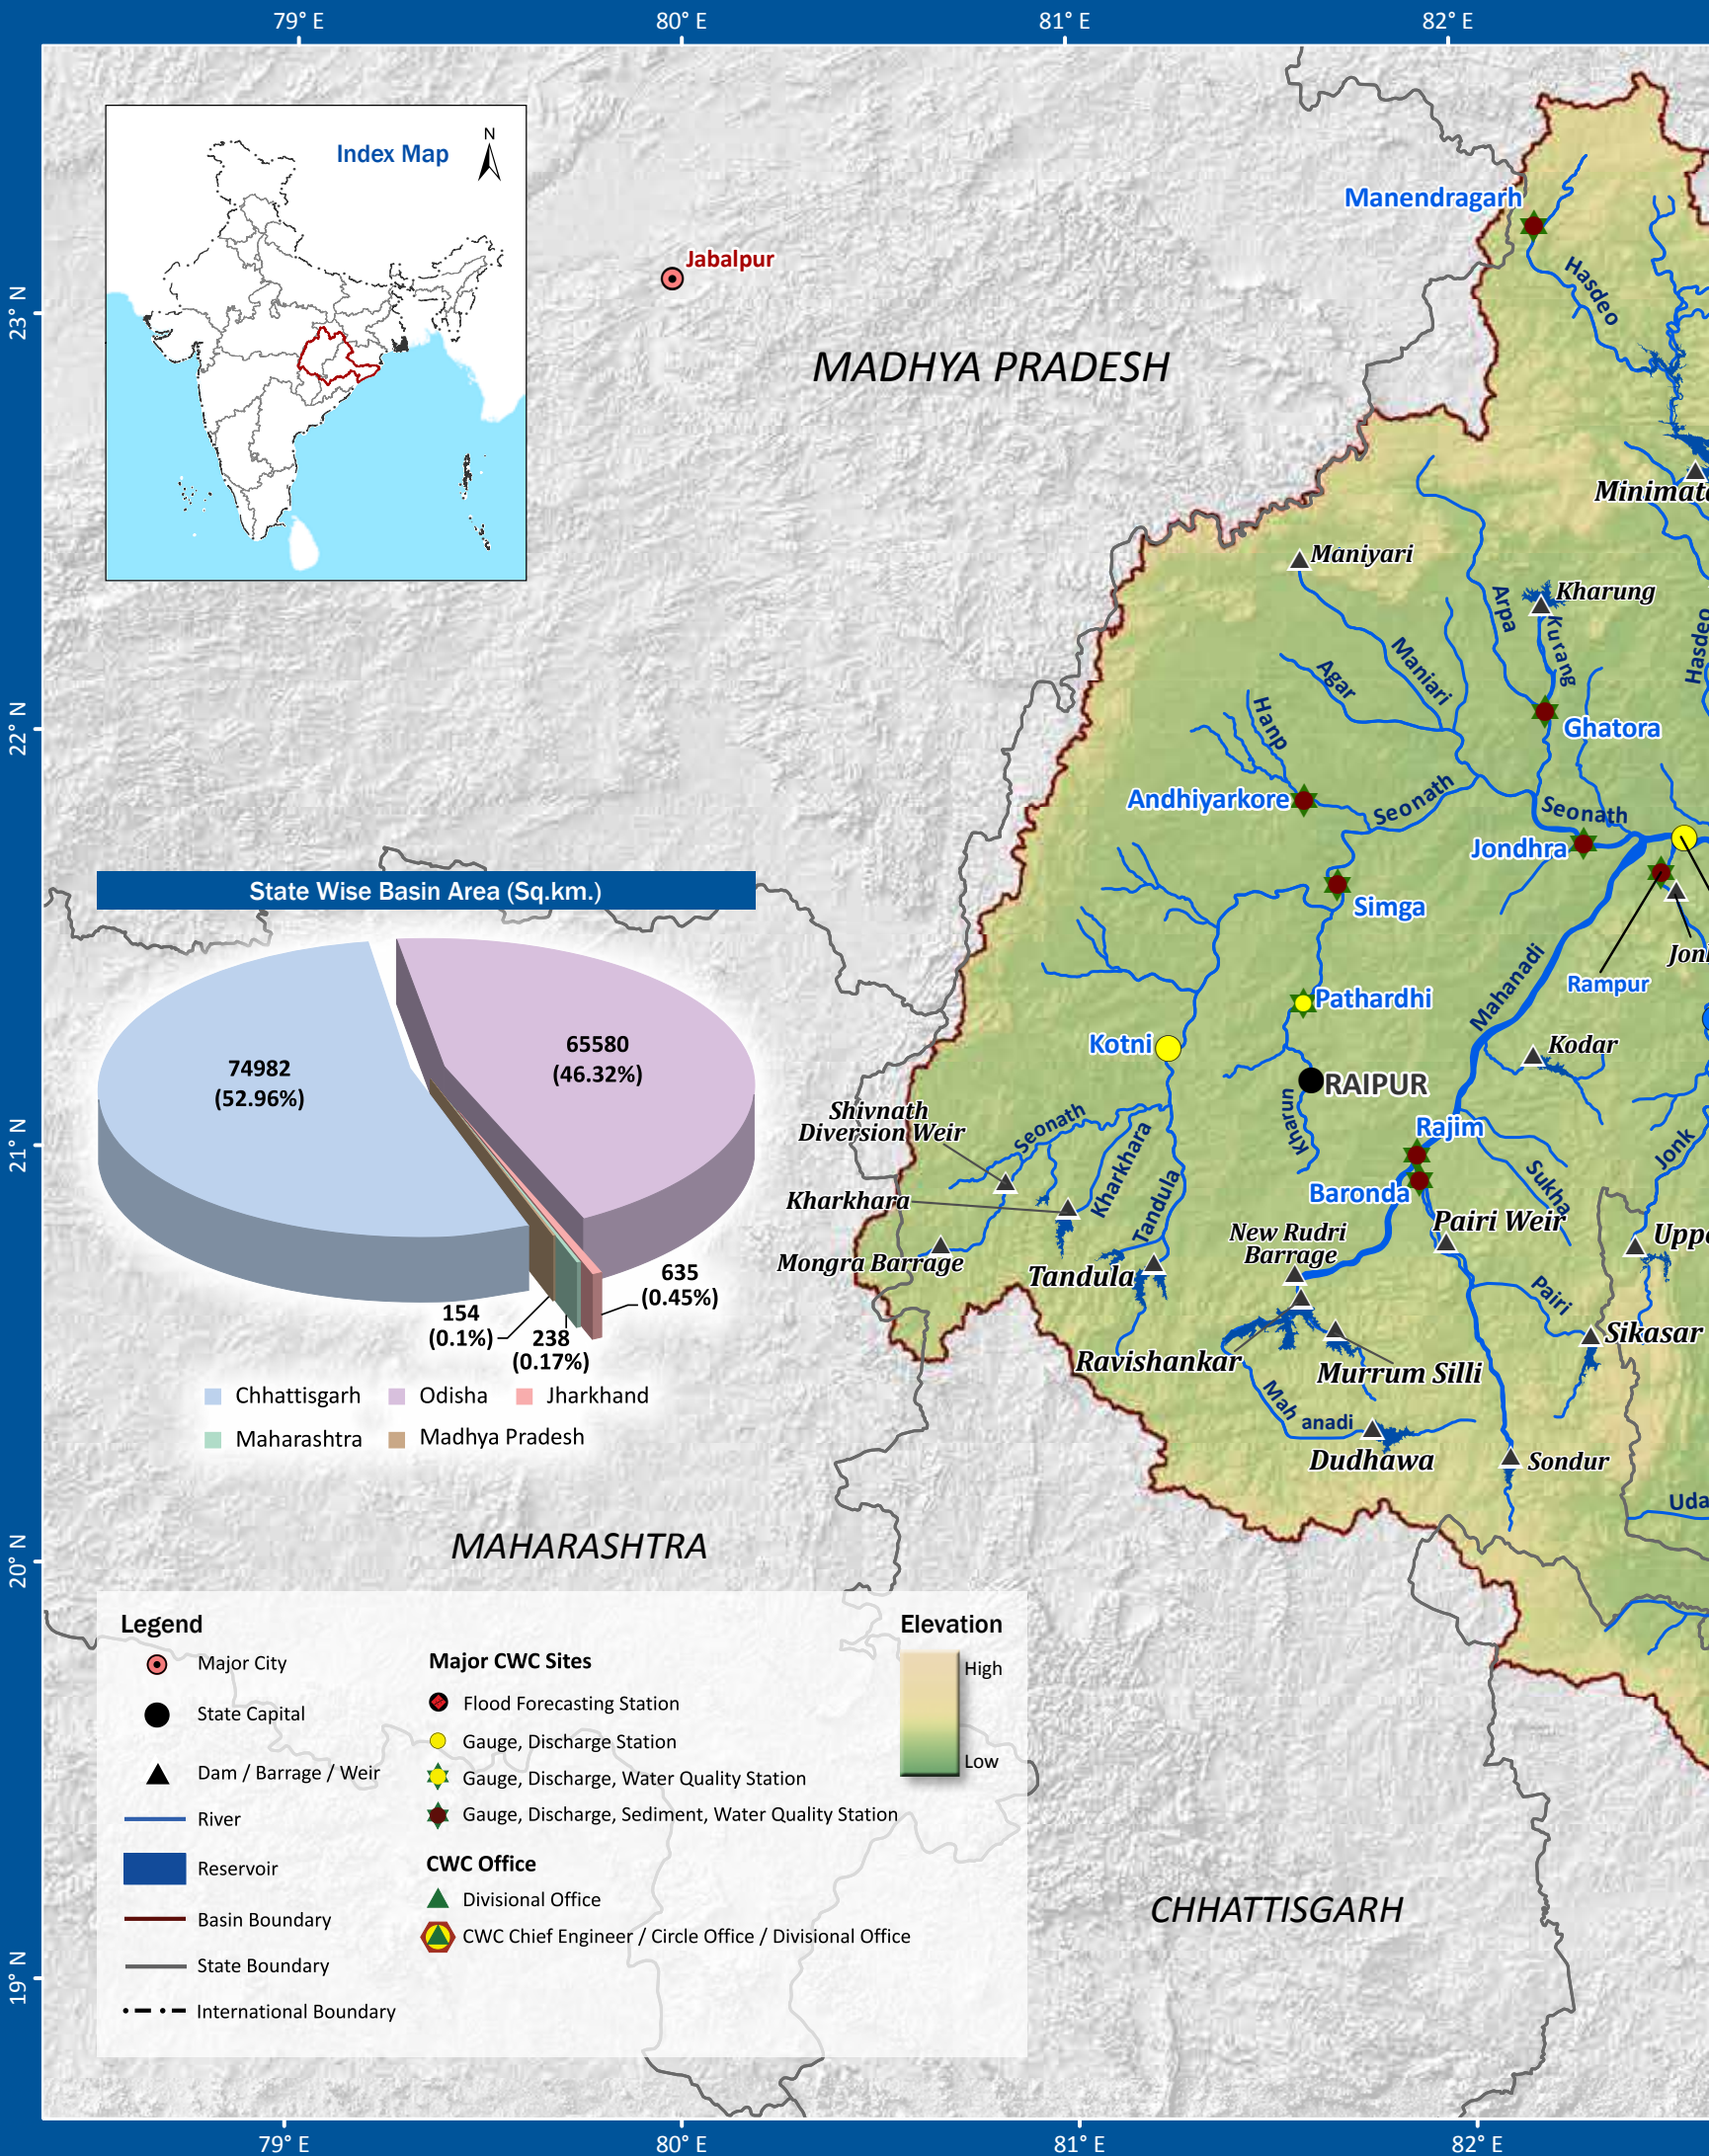 79° E
80° E
81° E
82° E
23° N
22° N
21° N
20° N
19° N
Index Map
N
Jabalpur
MADHYA PRADESH
Manendragarh
Hasdeo
Maniyari
Kharung
Arpa
Kurang
Hasdeo
Maniari
Agar
Hanp
Ghatora
Andhiyarkore
Seonath
Seonath
Jondhra
Simga
Rampur
Mahanadi
Pathardhi
Kotni
Kodar
RAIPUR
Kharun
Shivnath
Diversion Weir
Seonath
Kharkhara
Kharkhara
Tandula
Rajim
Baronda
Sukha
Jonk
Pairi Weir
New Rudri
Barrage
Mongra Barrage
Tandula
Pairi
Sikasar
Ravishankar
Murrum Silli
Mah
anadi
Dudhawa
Sondur
State Wise Basin Area (Sq.km.)
74982
(52.96%)
65580
(46.32%)
635
(0.45%)
154
(0.1%)
238
(0.17%)
Chhattisgarh
Odisha
Jharkhand
Maharashtra
Madhya Pradesh
MAHARASHTRA
CHHATTISGARH
Legend
Major City
State Capital
Dam / Barrage / Weir
River
Reservoir
Basin Boundary
State Boundary
International Boundary
Major CWC Sites
Flood Forecasting Station
Gauge, Discharge Station
Gauge, Discharge, Water Quality Station
Gauge, Discharge, Sediment, Water Quality Station
CWC Office
Divisional Office
CWC Chief Engineer / Circle Office / Divisional Office
Elevation
High
Low
79° E
80° E
81° E
82° E